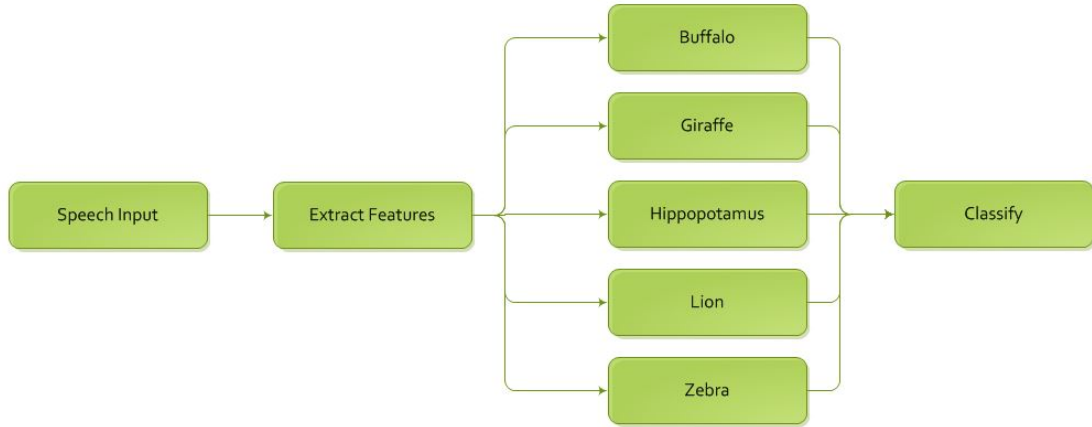 Speech Input
Extract Features
Buffalo
Giraffe
Hippopotamus
Lion
Zebra
Classify